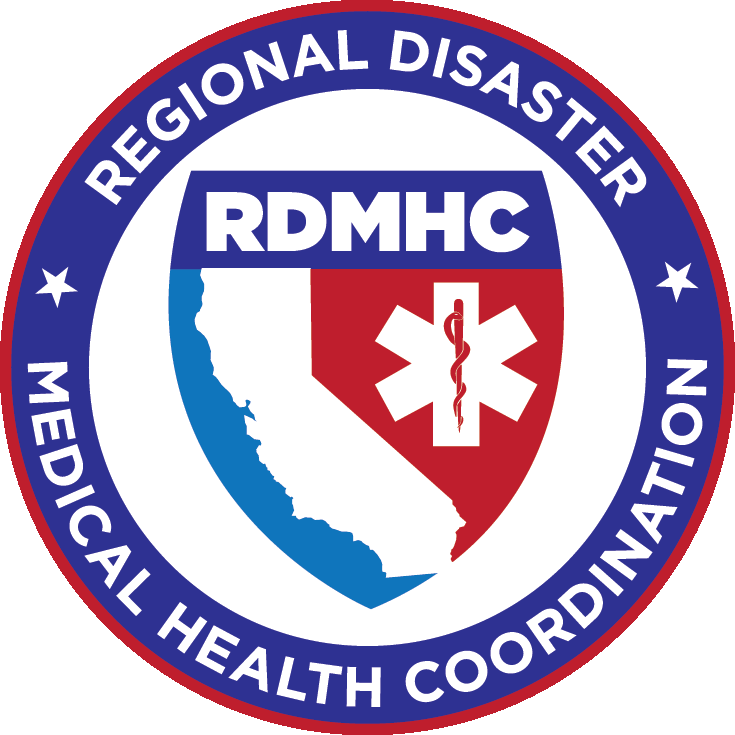 REGIONAL DISASTER
RDMHC
MEDICAL HEALTH COORDINATION